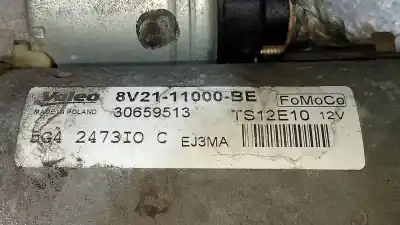 Valeo 8V21-11000-BE FoMoCo
MADE IN POLAND 30659513 TS12E10 12V
EG4 2473IO C EJ3MA